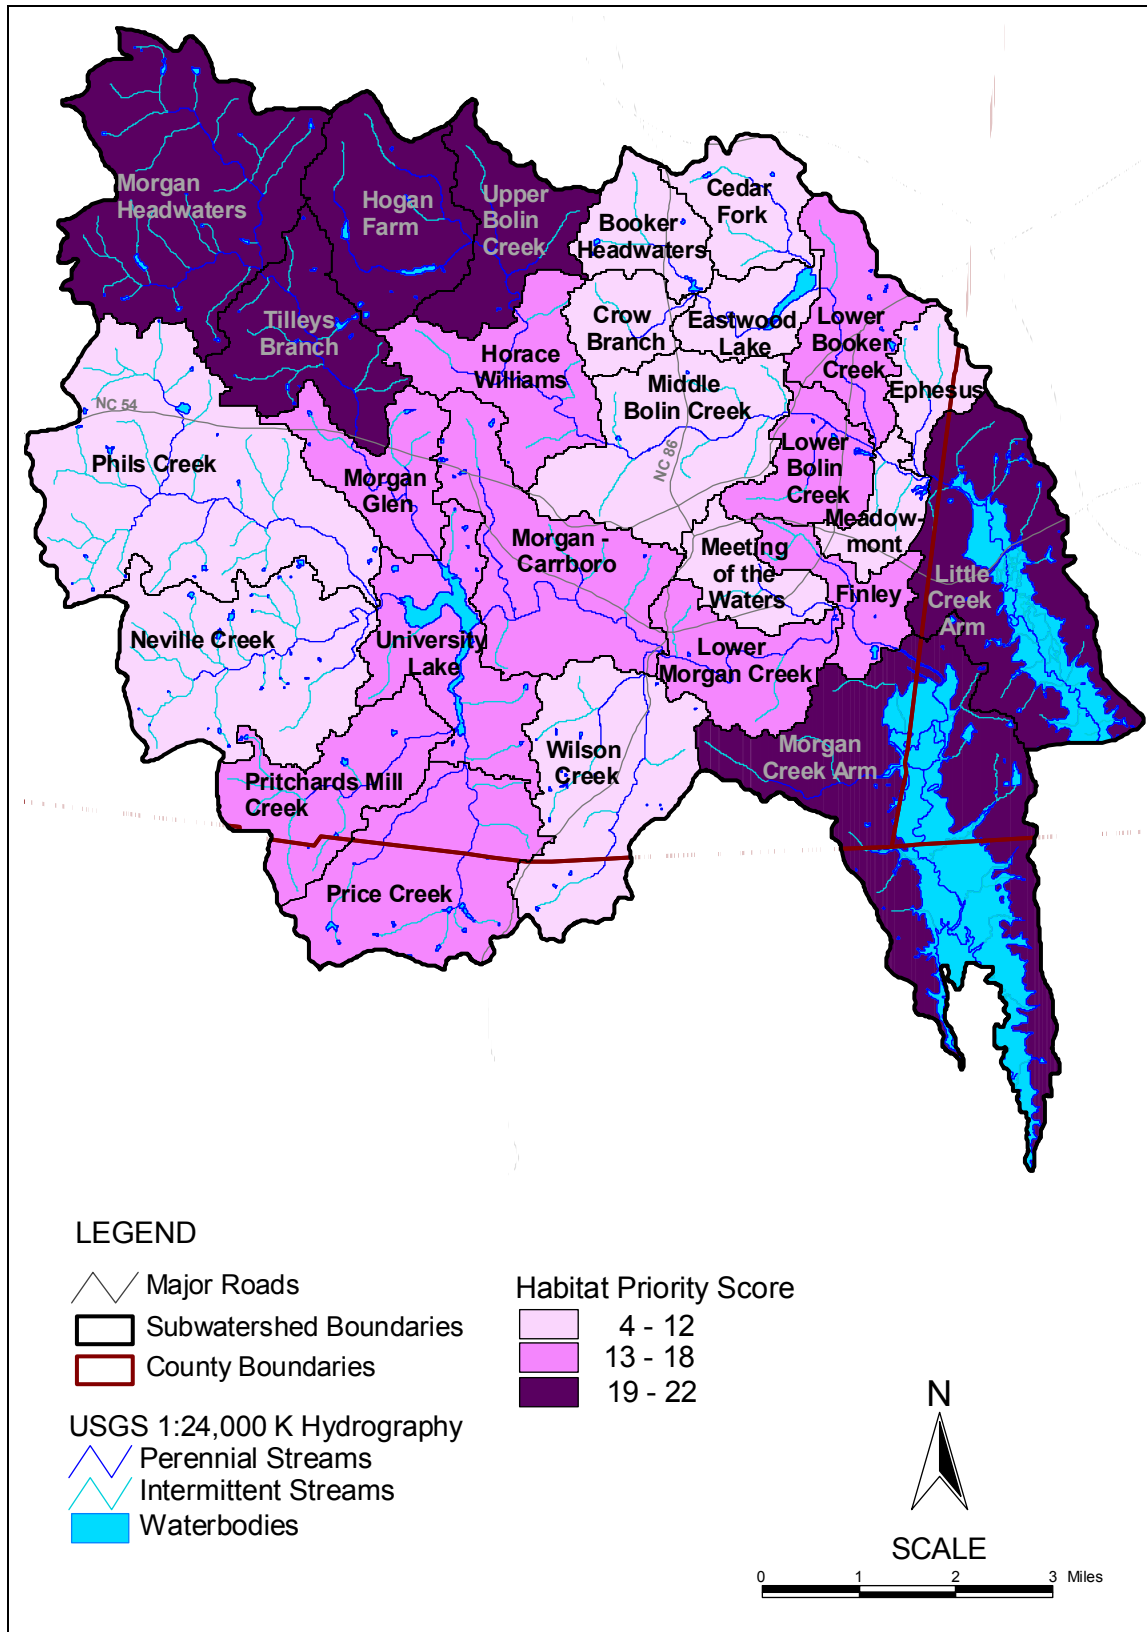 Morgan
Headwaters
Hogan
Farm
Upper
Bolin
Creek
Booker
Headwaters
Cedar
Fork
Tilleys
Branch
Horace
Williams
Crow
Branch
Eastwood
Lake
Lower
Booker
Creek
Middle
Bolin Creek
Ephesus
NC 54
Phils Creek
Morgan
Glen
NC 86
Lower
Bolin
Creek
Morgan -
Carrboro
Meeting
of the
Waters
Meadow-
mont
Little
Creek
Arm
Finley
Neville Creek
University
Lake
Lower
Morgan Creek
Wilson
Creek
Morgan
Creek Arm
Pritchards Mill
Creek
Price Creek
LEGEND
Major Roads
Subwatershed Boundaries
County Boundaries
USGS 1:24,000 K Hydrography
Perennial Streams
Intermittent Streams
Waterbodies
Habitat Priority Score
4 - 12
13 - 18
19 - 22
N
SCALE
0 1 2 3 Miles